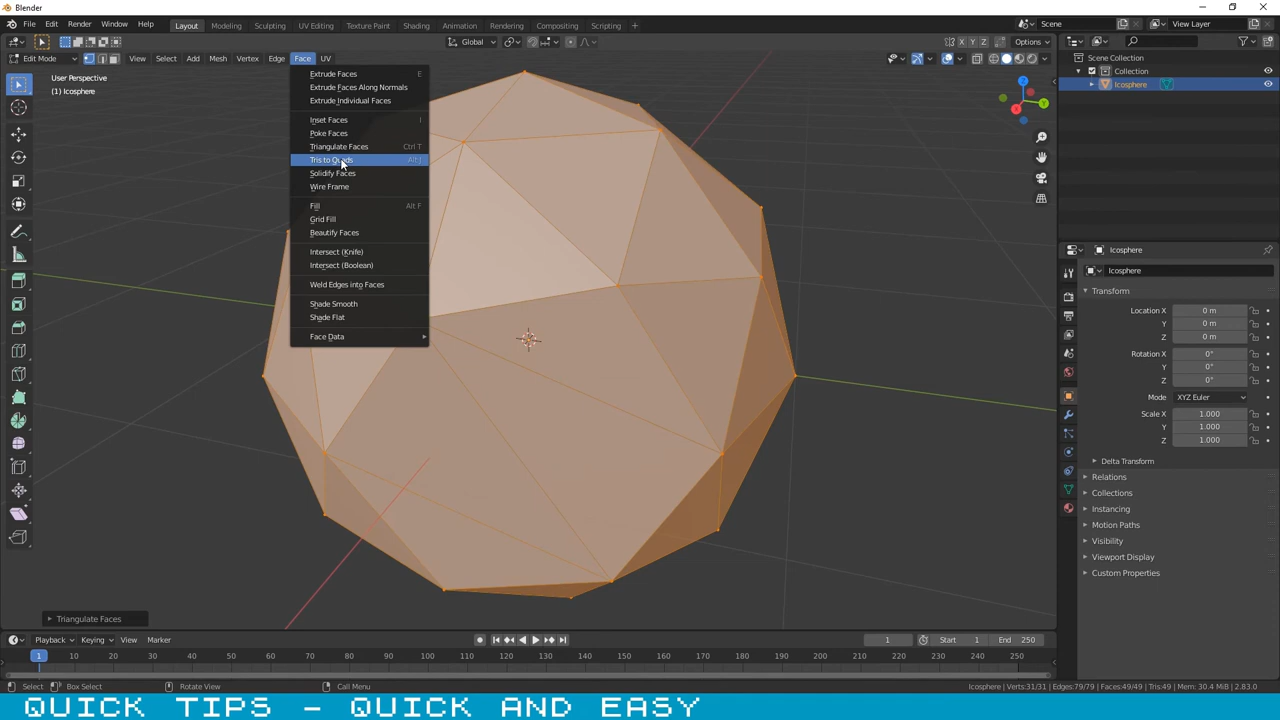 Blender
File Edit Render Window Help Layout Modeling Sculpting UV Editing Texture Paint Shading Animation Rendering Compositing Scripting + Scene View Layer
Global Options
Edit Mode View Select Add Mesh Vertex Edge Face UV X Y Z
User Perspective
(1) Icosphere
Extrude Faces E
Extrude Faces Along Normals
Extrude Individual Faces
Inset Faces I
Poke Faces
Triangulate Faces Ctrl T
Tris to Quads Alt J
Solidify Faces
Wire Frame
Fill Alt F
Grid Fill
Beautify Faces
Intersect (Knife)
Intersect (Boolean)
Weld Edges into Faces
Shade Smooth
Shade Flat
Face Data
Z
X Y
Scene Collection
Collection
Icosphere
Icosphere
Icosphere
Transform
Location X 0 m
Y 0 m
Z 0 m
Rotation X 0°
Y 0°
Z 0°
Mode XYZ Euler
Scale X 1.000
Y 1.000
Z 1.000
Delta Transform
Relations
Collections
Instancing
Motion Paths
Visibility
Viewport Display
Custom Properties
Triangulate Faces
Playback Keying View Marker 1 Start 1 End 250
1 10 20 30 40 50 60 70 80 90 100 110 120 130 140 150 160 170 180 190 200 210 220 230 240 250
Select Box Select Rotate View Call Menu Icosphere | Verts:31/31 | Edges:79/79 | Faces:49/49 | Tris:49 | Mem: 30.4 MiB | 2.83.0
QUICK TIPS - QUICK AND EASY